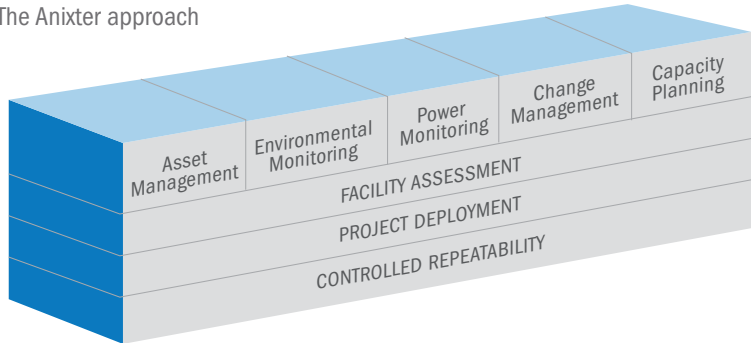 The Anixter approach
Asset
Management
Environmental
Monitoring
Power
Monitoring
Change
Management
Capacity
Planning
FACILITY ASSESSMENT
PROJECT DEPLOYMENT
CONTROLLED REPEATABILITY